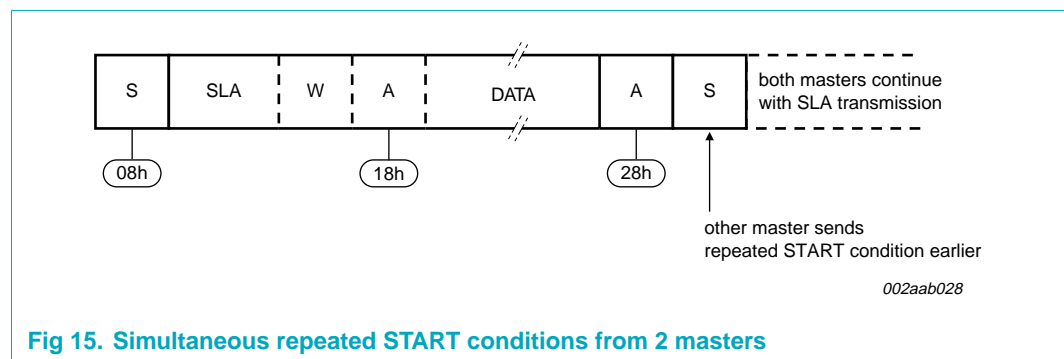 S SLA W A DATA A S both masters continue
with SLA transmission
08h 18h 28h
other master sends
repeated START condition earlier
002aab028
Fig 15. Simultaneous repeated START conditions from 2 masters